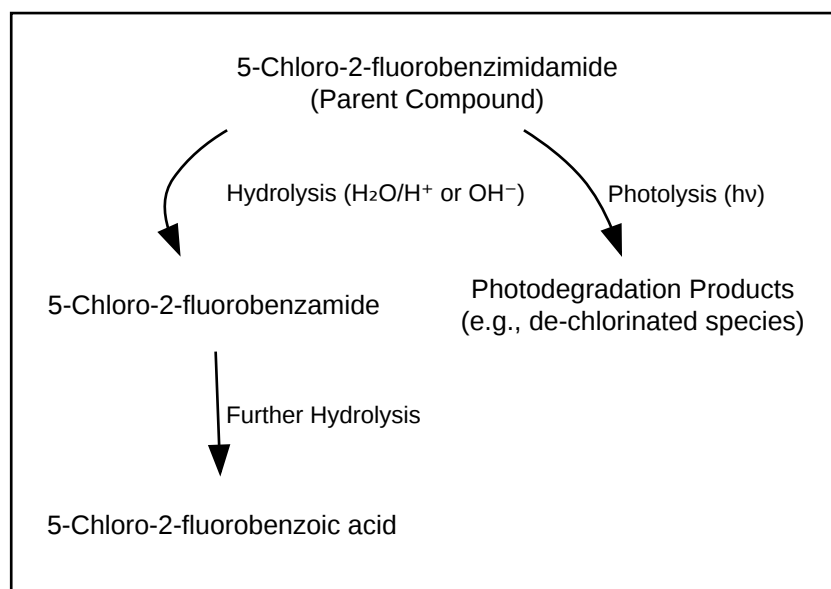 5-Chloro-2-fluorobenzimidamide
(Parent Compound)
Hydrolysis (H₂O/H⁺ or OH⁻)
Photolysis (hν)
5-Chloro-2-fluorobenzamide
Photodegradation Products
(e.g., de-chlorinated species)
Further Hydrolysis
5-Chloro-2-fluorobenzoic acid